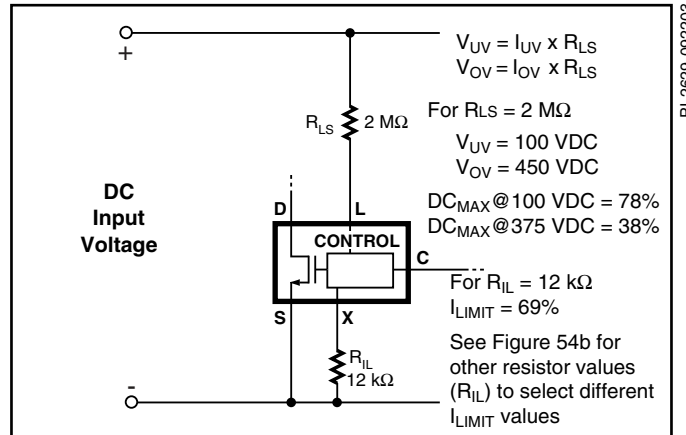 +
DC
Input
Voltage
-
R_LS
2 MΩ
D
L
CONTROL
C
S
X
R_IL
12 kΩ
V_UV = I_UV x R_LS
V_OV = I_OV x R_LS
For R_LS = 2 MΩ
V_UV = 100 VDC
V_OV = 450 VDC
DC_MAX@100 VDC = 78%
DC_MAX@375 VDC = 38%
For R_IL = 12 kΩ
I_LIMIT = 69%
See Figure 54b for
other resistor values
(R_IL) to select different
I_LIMIT values